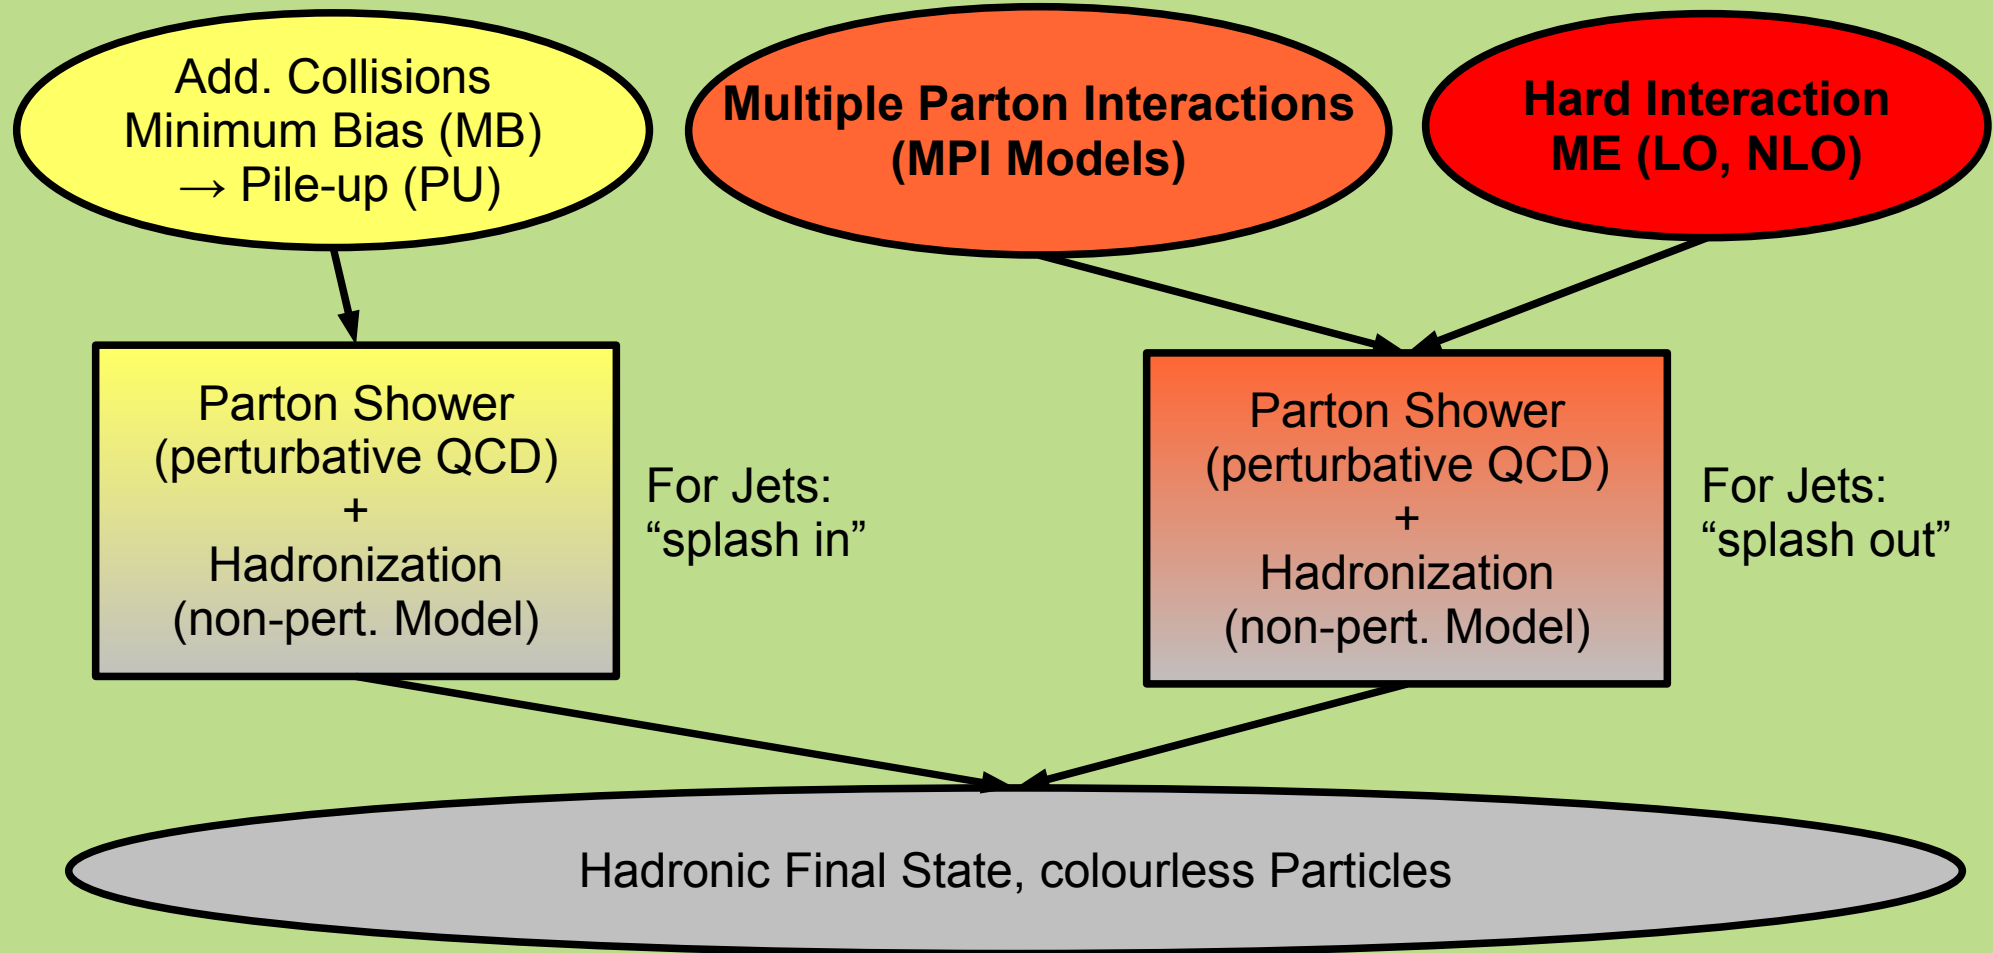 Add. Collisions
Minimum Bias (MB)
→ Pile-up (PU)
Multiple Parton Interactions
(MPI Models)
Hard Interaction
ME (LO, NLO)
Parton Shower
(perturbative QCD)
+
Hadronization
(non-pert. Model)
For Jets:
“splash in”
Parton Shower
(perturbative QCD)
+
Hadronization
(non-pert. Model)
For Jets:
“splash out”
Hadronic Final State, colourless Particles